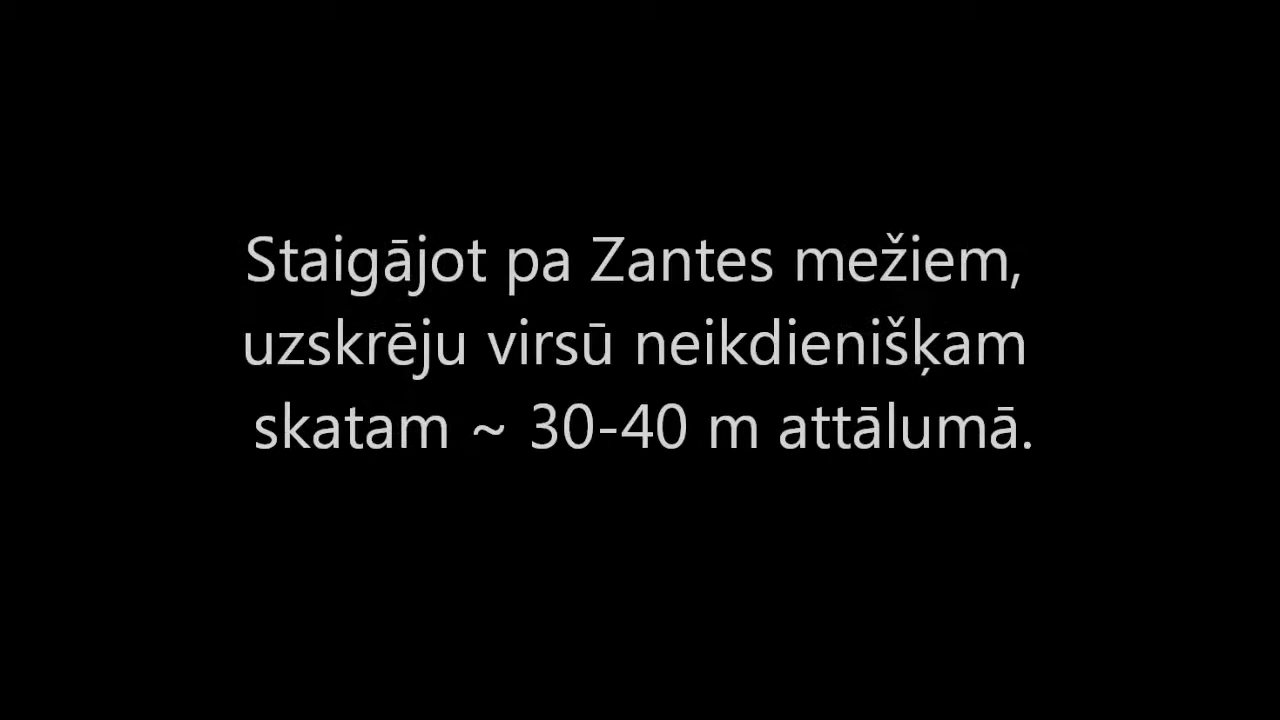 Staigājot pa Zantes mežiem,
uzskrēju virsū neikdienišķam
skatam ~ 30-40 m attālumā.